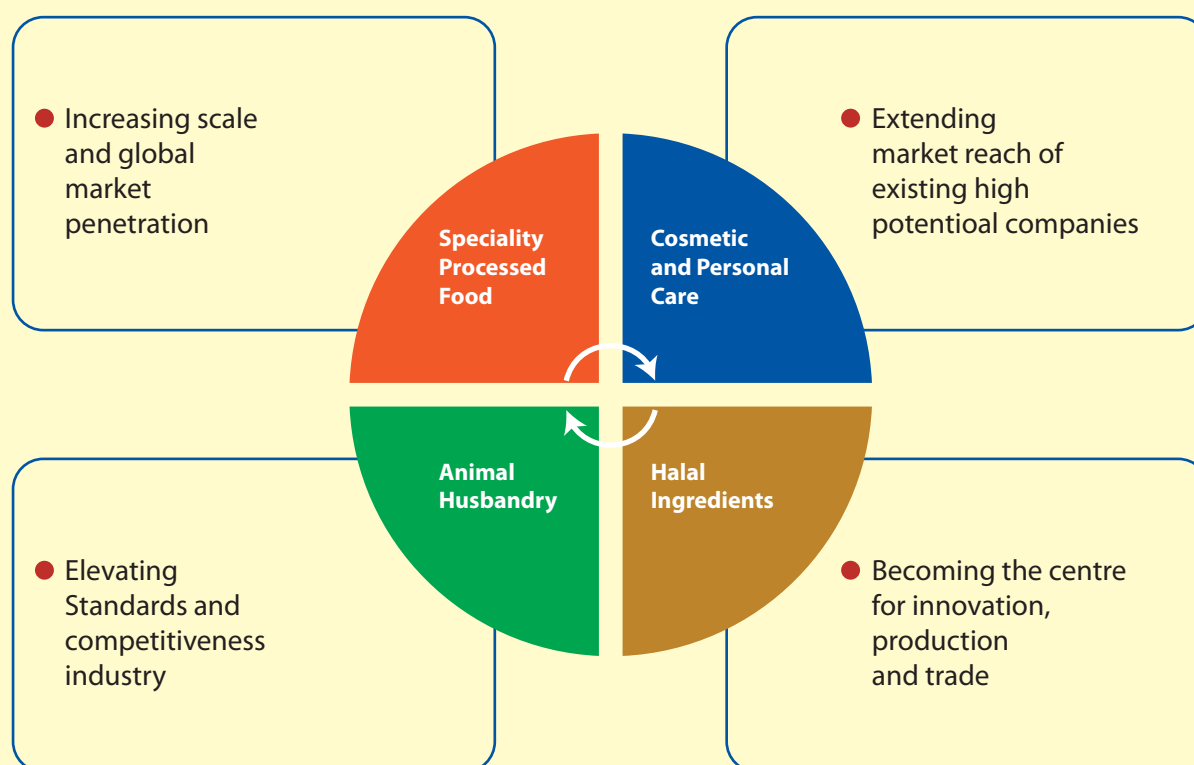 Increasing scale
and global
market
penetration
Extending
market reach of
existing high
potentioal companies
Speciality
Processed
Food
Cosmetic
and Personal
Care
Animal
Husbandry
Halal
Ingredients
Elevating
Standards and
competitiveness
industry
Becoming the centre
for innovation,
production
and trade